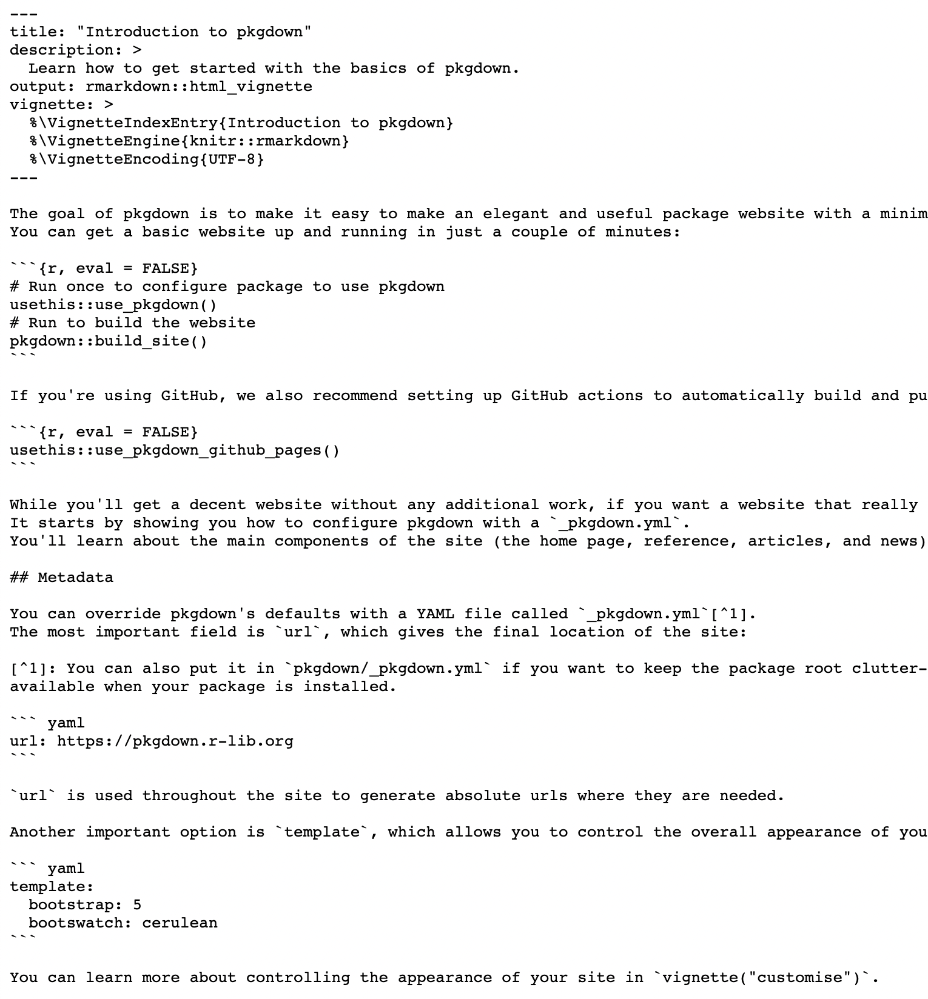 ---
title: "Introduction to pkgdown"
description: >
  Learn how to get started with the basics of pkgdown.
output: rmarkdown::html_vignette
vignette: >
  %\VignetteIndexEntry{Introduction to pkgdown}
  %\VignetteEngine{knitr::rmarkdown}
  %\VignetteEncoding{UTF-8}
---

The goal of pkgdown is to make it easy to make an elegant and useful package website with a minim
You can get a basic website up and running in just a couple of minutes:

```{r, eval = FALSE}
# Run once to configure package to use pkgdown
usethis::use_pkgdown()
# Run to build the website
pkgdown::build_site()
```

If you're using GitHub, we also recommend setting up GitHub actions to automatically build and pu

```{r, eval = FALSE}
usethis::use_pkgdown_github_pages()
```

While you'll get a decent website without any additional work, if you want a website that really
It starts by showing you how to configure pkgdown with a `_pkgdown.yml`.
You'll learn about the main components of the site (the home page, reference, articles, and news)

## Metadata

You can override pkgdown's defaults with a YAML file called `_pkgdown.yml`[^1].
The most important field is `url`, which gives the final location of the site:

[^1]: You can also put it in `pkgdown/_pkgdown.yml` if you want to keep the package root clutter-
available when your package is installed.

``` yaml
url: https://pkgdown.r-lib.org
```

`url` is used throughout the site to generate absolute urls where they are needed.

Another important option is `template`, which allows you to control the overall appearance of you

``` yaml
template:
  bootstrap: 5
  bootswatch: cerulean
```

You can learn more about controlling the appearance of your site in `vignette("customise")`.